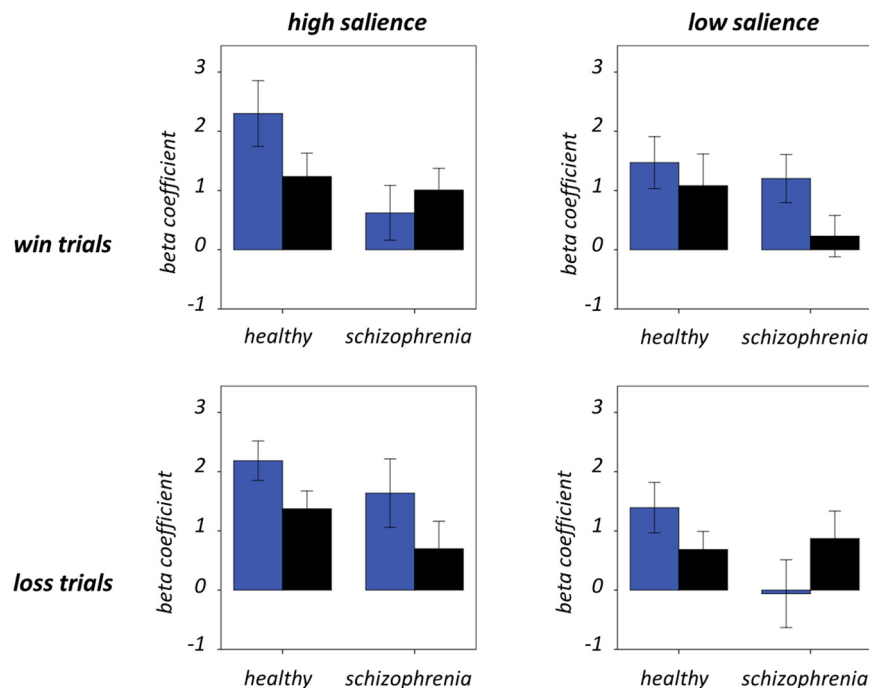 high salience
low salience
win trials
beta coefficient
3
2
1
0
-1
healthy schizophrenia
beta coefficient
3
2
1
0
-1
healthy schizophrenia
loss trials
beta coefficient
3
2
1
0
-1
healthy schizophrenia
beta coefficient
3
2
1
0
-1
healthy schizophrenia